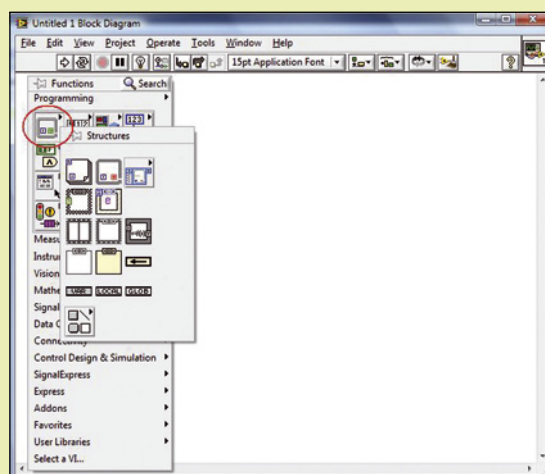 Untitled 1 Block Diagram
File Edit View Project Operate Tools Window Help
15pt Application Font
Functions Search
Programming
Structures
Measu
Instru
Vision
Mathe
Signal
Data C
Connectivity
Control Design & Simulation
SignalExpress
Express
Addons
Favorites
User Libraries
Select a VI...